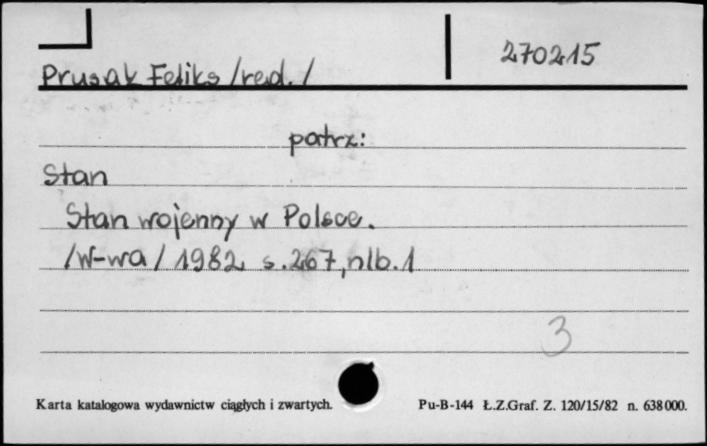 270215
Prusak Feliks /red./
patrz:
Stan
Stan wojenny w Polsce.
/W-wa/ 1982 s.267,nlb.1
3
Karta katalogowa wydawnictw ciągłych i zwartych. Pu-B-144 Ł.Z.Graf. Z. 120/15/82 n. 638000.